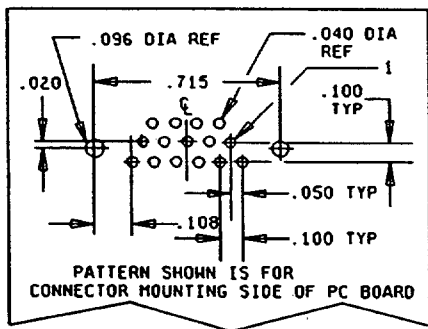 .096 DIA REF
.040 DIA
REF
1
.020
.715
.100
TYP
℄
.050 TYP
.108
.100 TYP
PATTERN SHOWN IS FOR
CONNECTOR MOUNTING SIDE OF PC BOARD